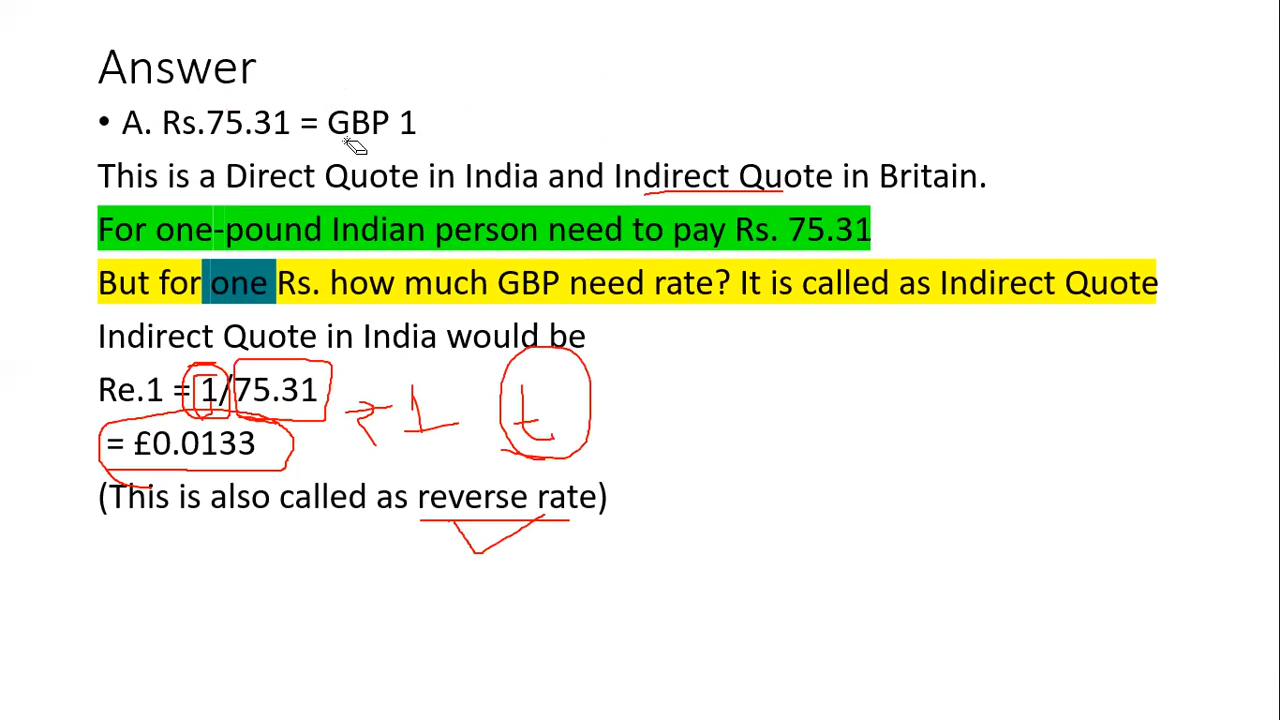 Answer
• A. Rs.75.31 = GBP 1
This is a Direct Quote in India and Indirect Quote in Britain.
For one-pound Indian person need to pay Rs. 75.31
But for one Rs. how much GBP need rate? It is called as Indirect Quote
Indirect Quote in India would be
Re.1 = 1/75.31
₹ 1
= £0.0133
(This is also called as reverse rate)